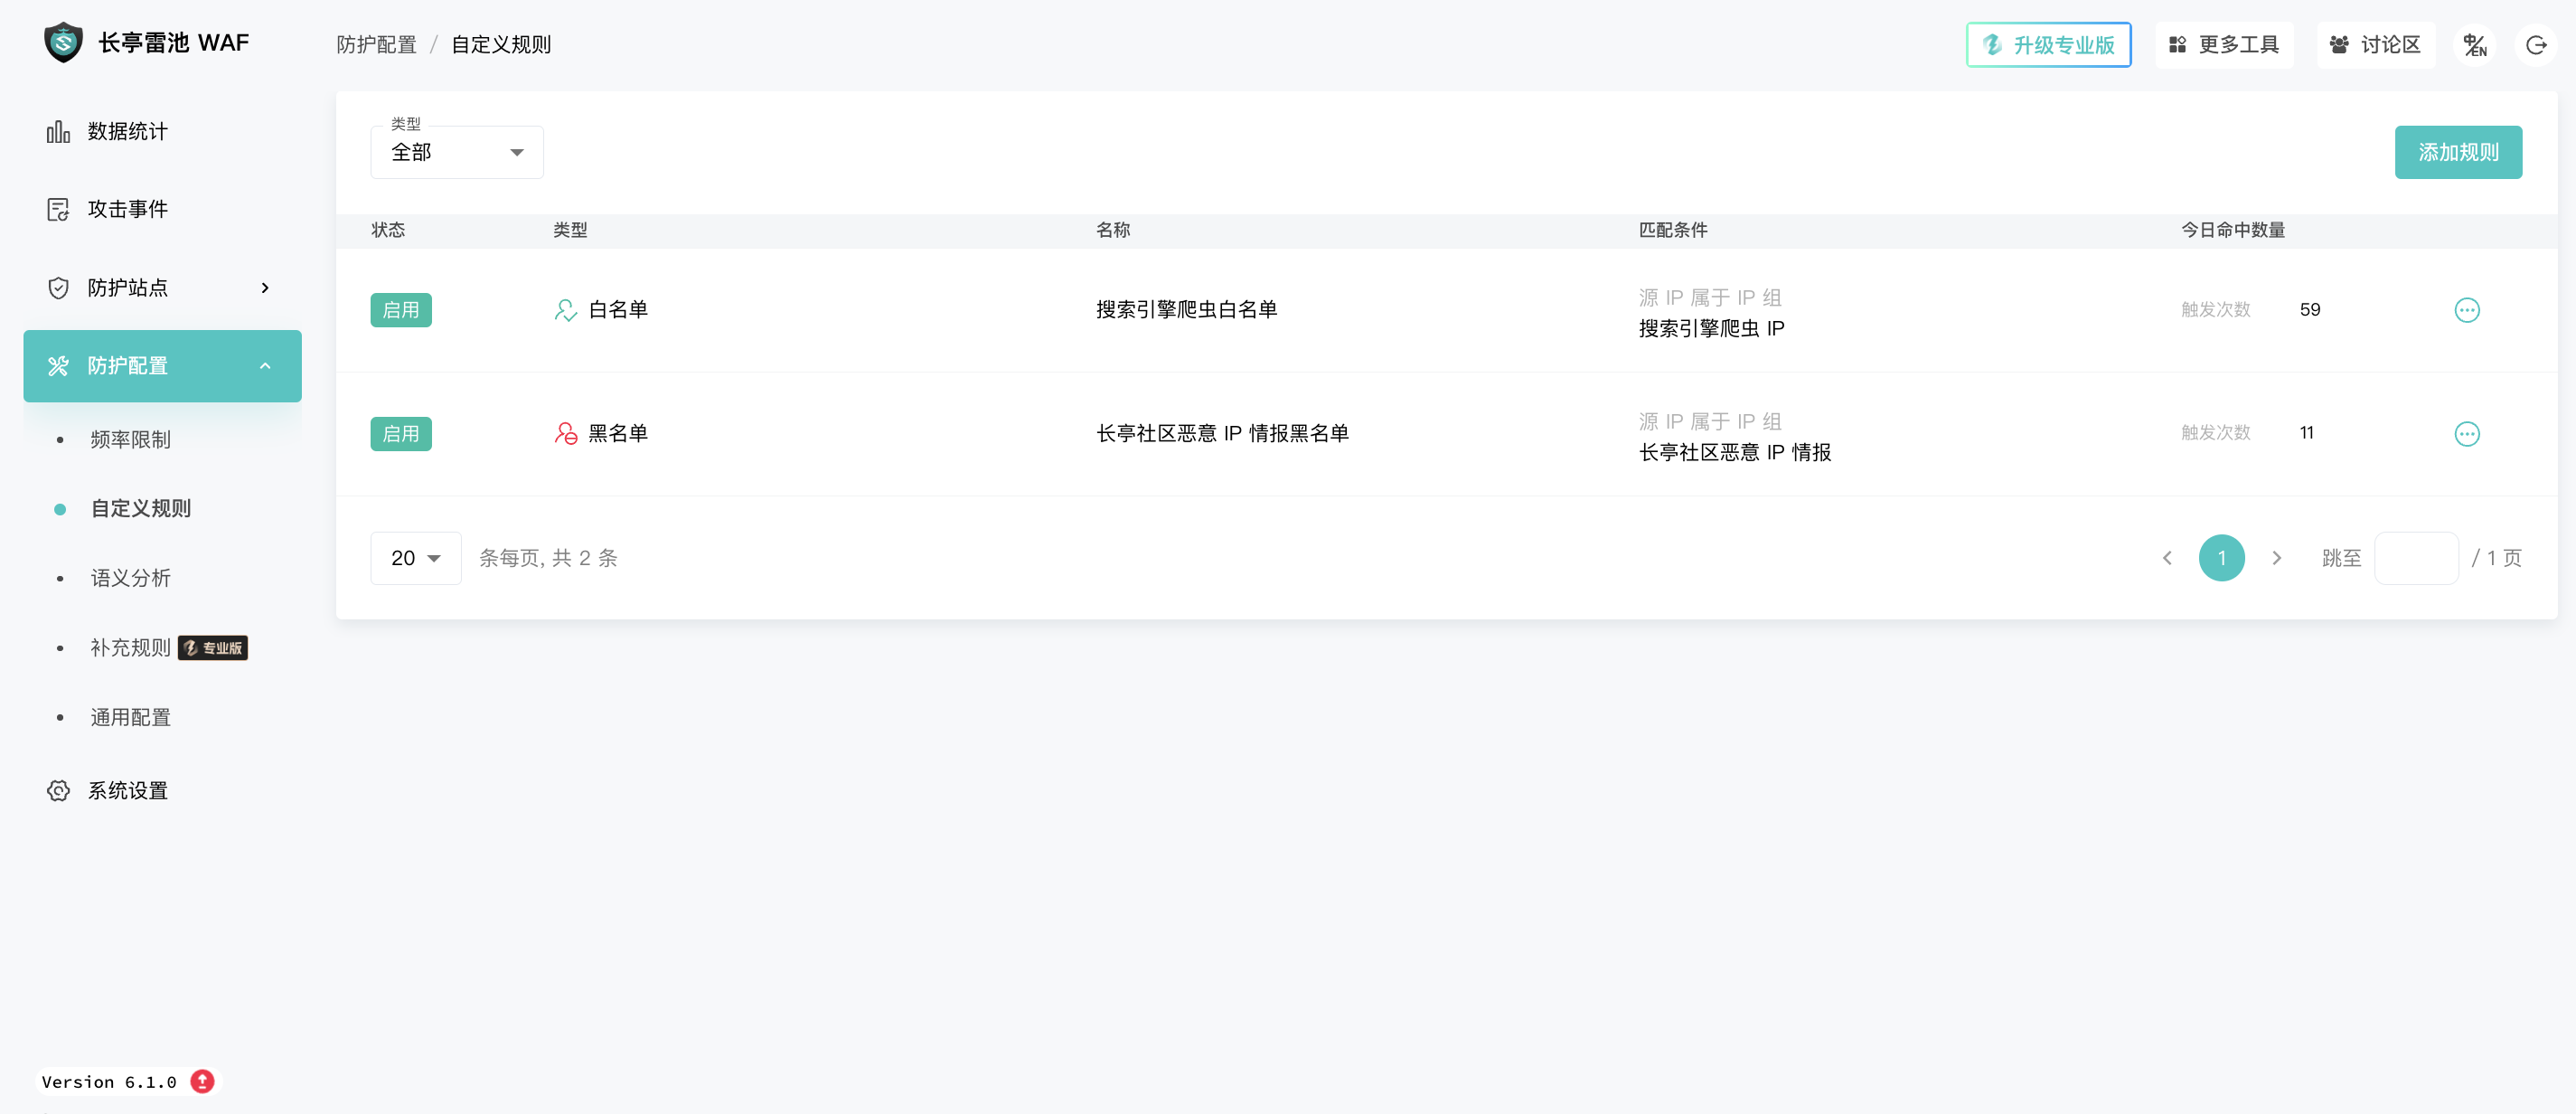 长亭雷池 WAF
防护配置 / 自定义规则
升级专业版
更多工具
讨论区
中/EN
数据统计
攻击事件
防护站点
防护配置
频率限制
自定义规则
语义分析
补充规则 专业版
通用配置
系统设置
类型
全部
添加规则
状态 类型 名称 匹配条件 今日命中数量
启用 白名单 搜索引擎爬虫白名单 源 IP 属于 IP 组 触发次数 59
搜索引擎爬虫 IP
启用 黑名单 长亭社区恶意 IP 情报黑名单 源 IP 属于 IP 组 触发次数 11
长亭社区恶意 IP 情报
20 条每页, 共 2 条 1 跳至 / 1 页
Version 6.1.0